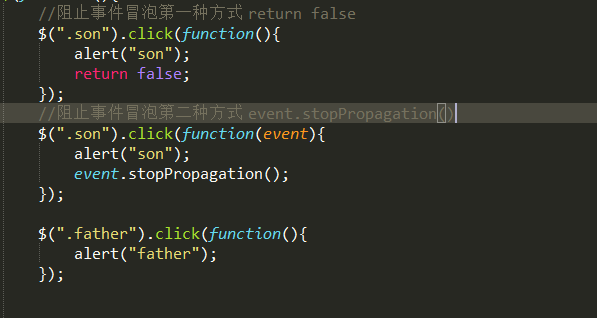 //阻止事件冒泡第一种方式 return false
$(".son").click(function(){
alert("son");
return false;
});
//阻止事件冒泡第二种方式 event.stopPropagation()
$(".son").click(function(event){
alert("son");
event.stopPropagation();
});
$(".father").click(function(){
alert("father");
});